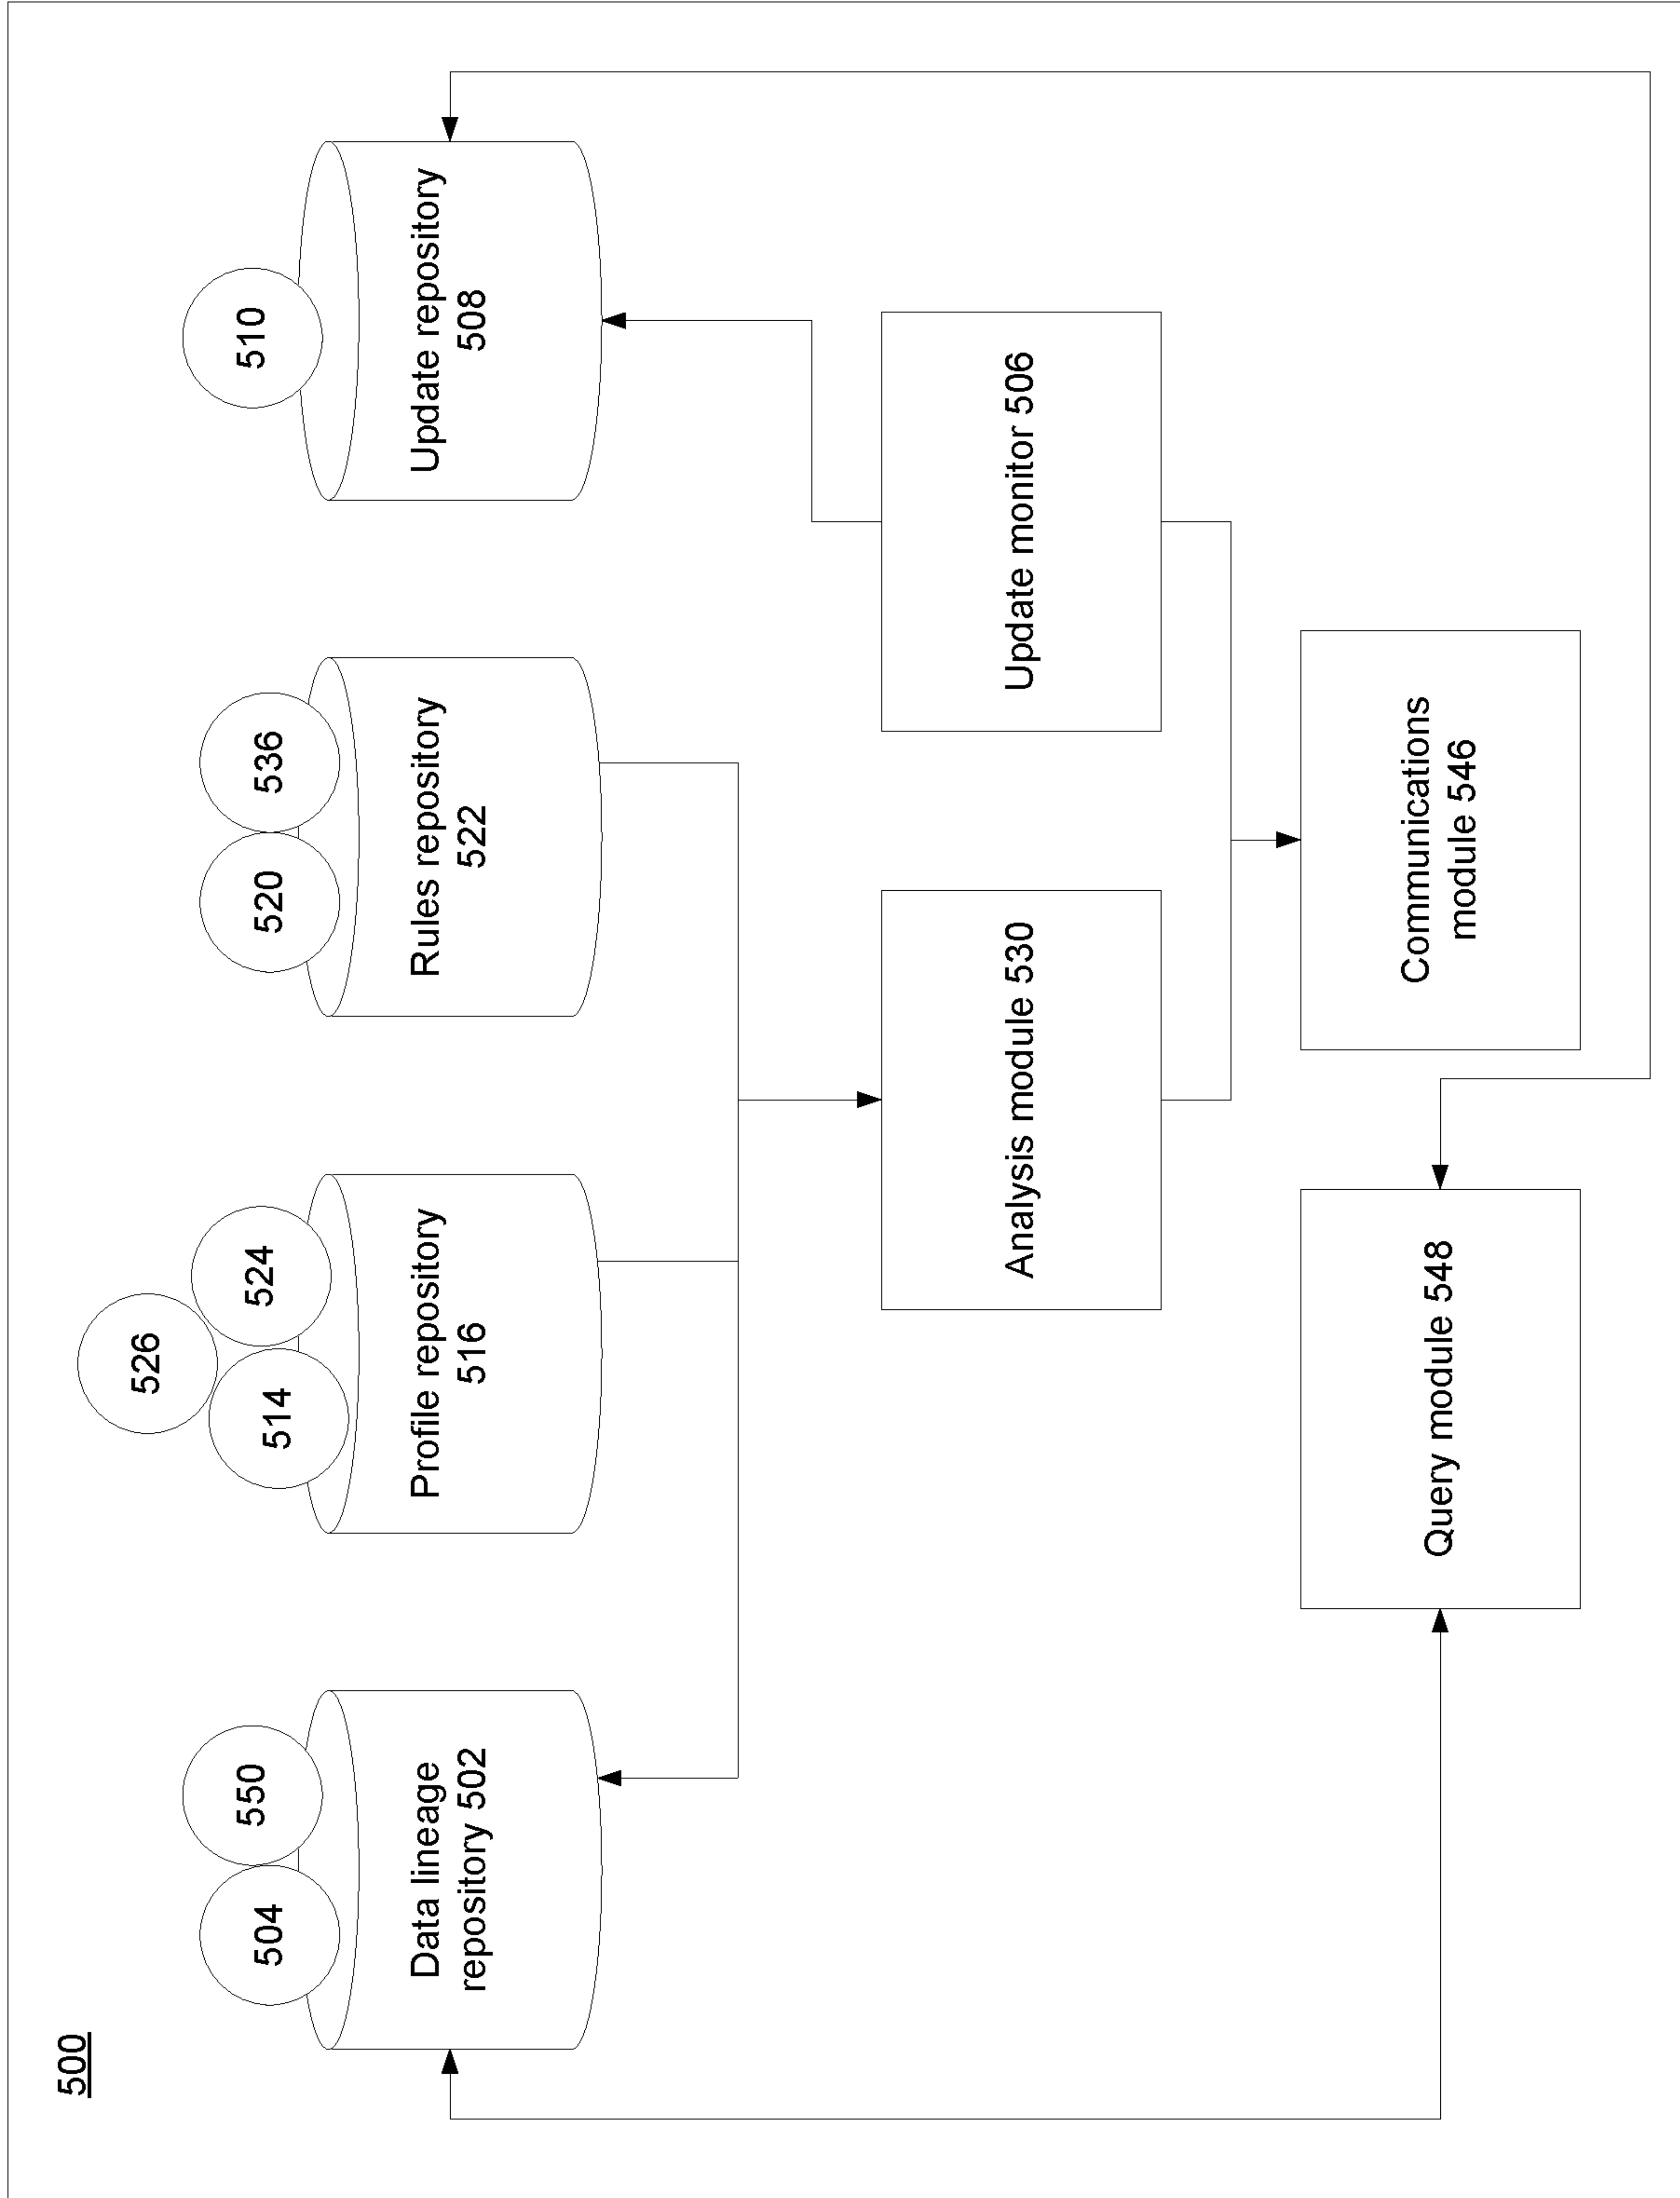 500
504
550
526
514
524
520
536
510
Data lineage
repository 502
Profile repository
516
Rules repository
522
Update repository
508
Analysis module 530
Update monitor 506
Query module 548
Communications
module 546